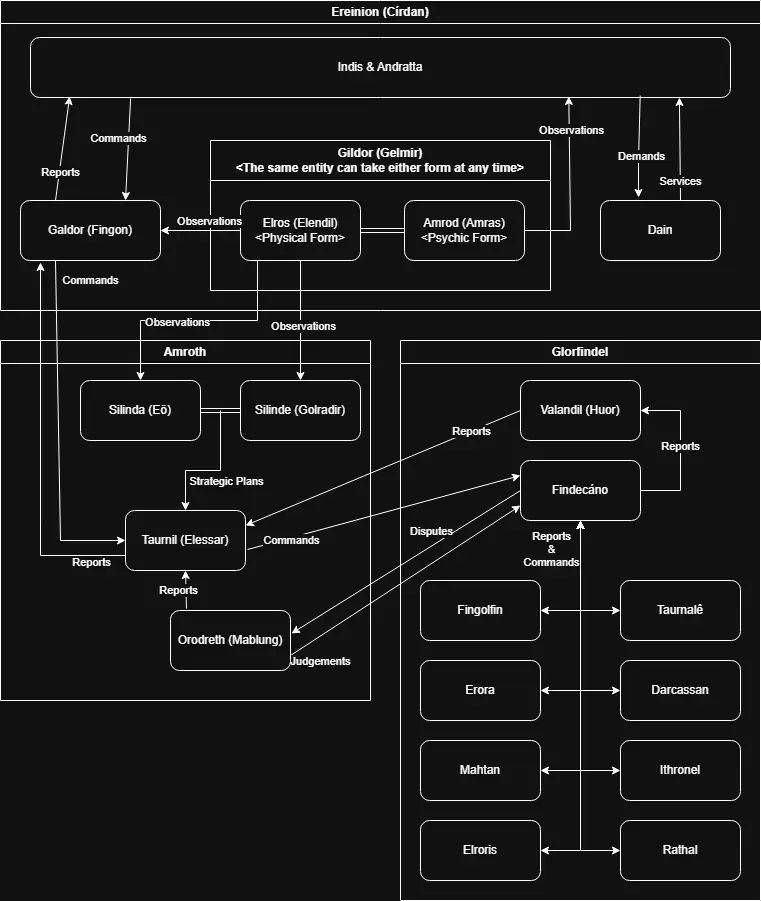 Ereinion (Círdan)
Indis & Andratta
Commands
Observations
Reports
Gildor (Gelmir)
<The same entity can take either form at any time>
Demands
Services
Galdor (Fingon)
Observations
Elros (Elendil)
<Physical Form>
Amrod (Amras)
<Psychic Form>
Dain
Commands
Observations
Observations
Amroth
Glorfindel
Silinda (Eö)
Silinde (Golradir)
Valandil (Huor)
Reports
Reports
Strategic Plans
Findecáno
Taurnil (Elessar)
Commands
Disputes
Reports
&
Commands
Reports
Reports
Orodreth (Mablung)
Judgements
Fingolfin
Taurnalê
Erora
Darcassan
Mahtan
Ithronel
Elroris
Rathal